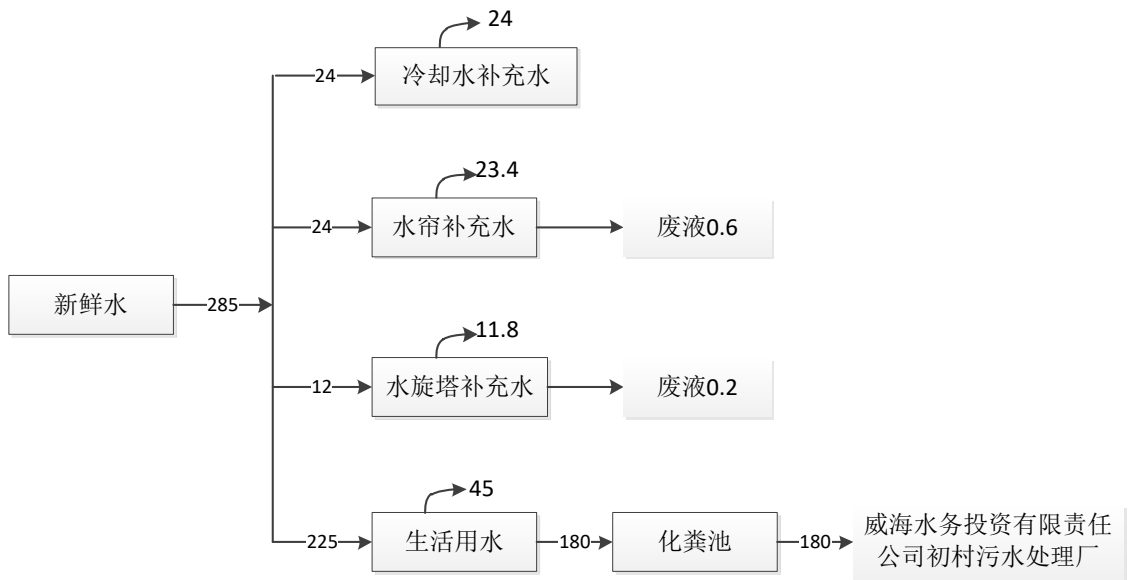 24
24
冷却水补充水
23.4
24
水帘补充水
废液0.6
新鲜水
285
11.8
12
水旋塔补充水
废液0.2
45
225
生活用水
180
化粪池
180
威海水务投资有限责任
公司初村污水处理厂